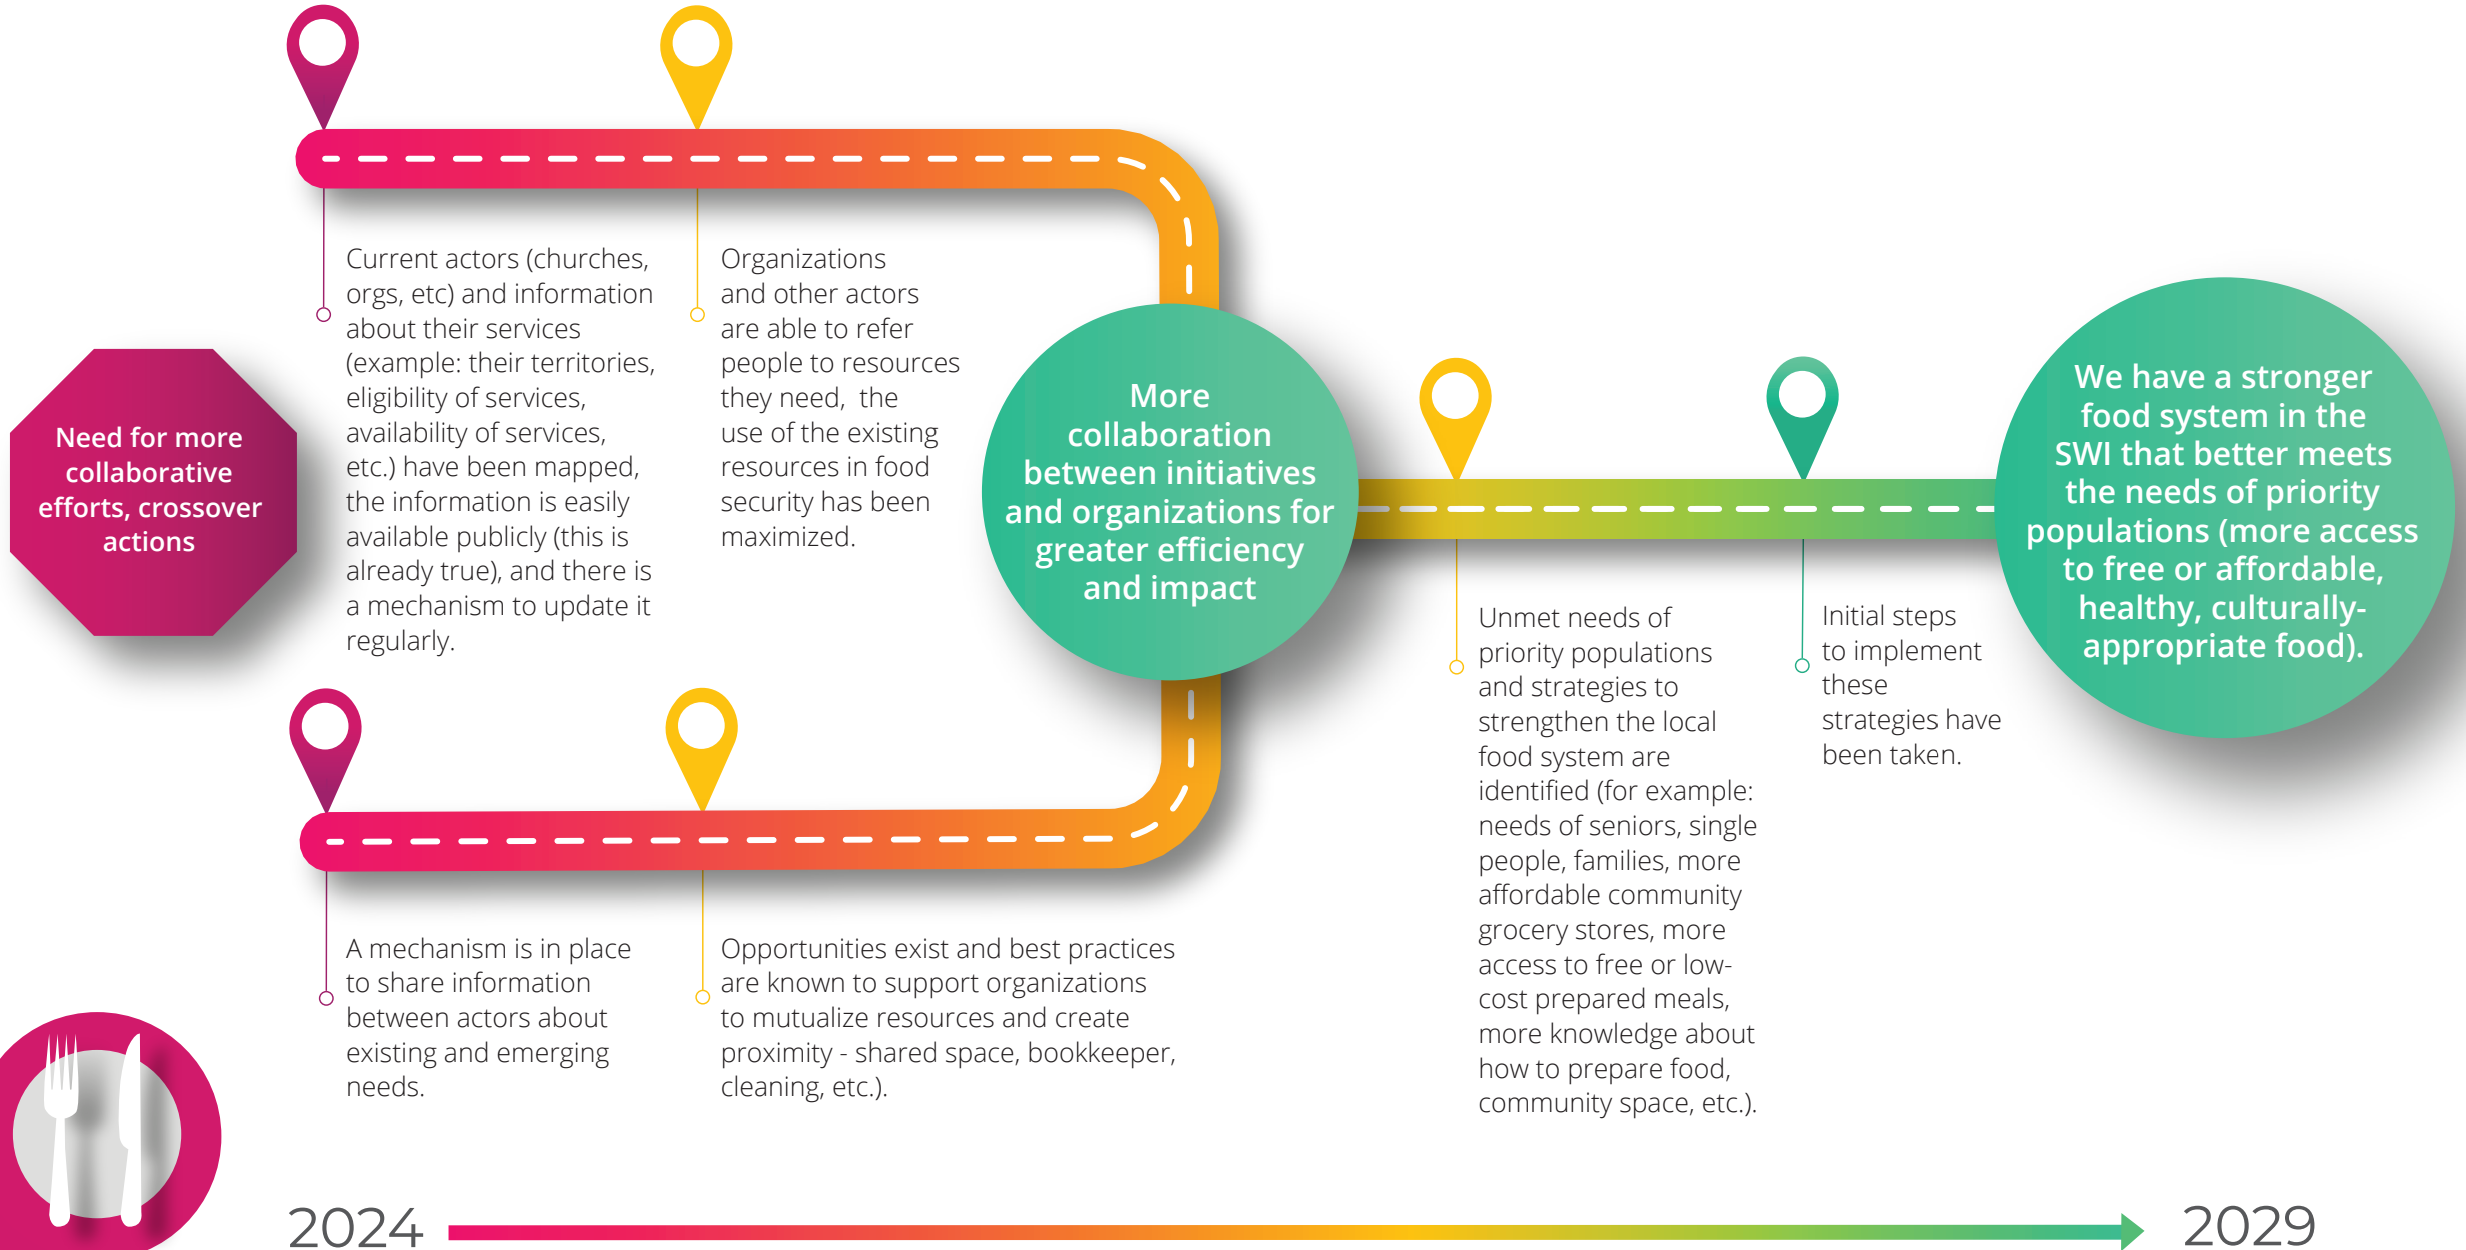 Need for more
collaborative
efforts, crossover
actions
Current actors (churches,
orgs, etc) and information
about their services
(example: their territories,
eligibility of services,
availability of services,
etc.) have been mapped,
the information is easily
available publicly (this is
already true), and there is
a mechanism to update it
regularly.
Organizations
and other actors
are able to refer
people to resources
they need,  the
use of the existing
resources in food
security has been
maximized.
A mechanism is in place
to share information
between actors about
existing and emerging
needs.
Opportunities exist and best practices
are known to support organizations
to mutualize resources and create
proximity - shared space, bookkeeper,
cleaning, etc.).
More
collaboration
between initiatives
and organizations for
greater efficiency
and impact
Unmet needs of
priority populations
and strategies to
strengthen the local
food system are
identified (for example:
needs of seniors, single
people, families, more
affordable community
grocery stores, more
access to free or low-
cost prepared meals,
more knowledge about
how to prepare food,
community space, etc.).
Initial steps
to implement
these
strategies have
been taken.
We have a stronger
food system in the
SWI that better meets
the needs of priority
populations (more access
to free or affordable,
healthy, culturally-
appropriate food).
2024
2029